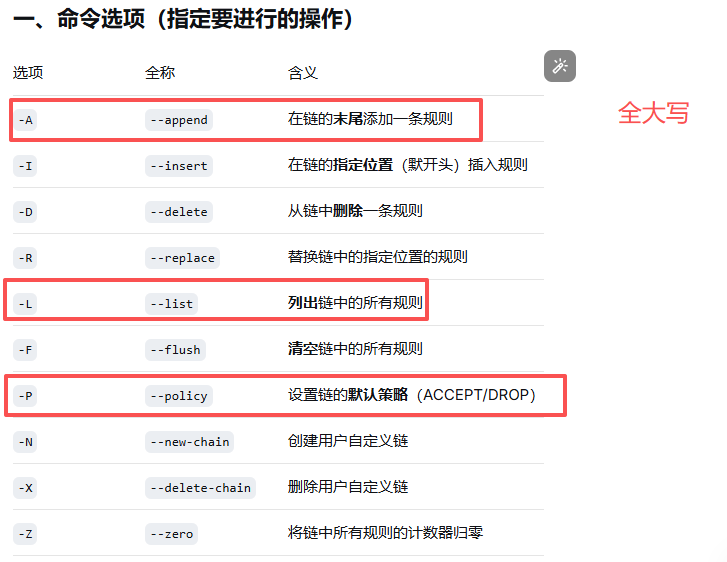 一、命令选项（指定要进行的操作）
选项 全称 含义
全大写
-A --append 在链的末尾添加一条规则
-I --insert 在链的指定位置（默开头）插入规则
-D --delete 从链中删除一条规则
-R --replace 替换链中的指定位置的规则
-L --list 列出链中的所有规则
-F --flush 清空链中的所有规则
-P --policy 设置链的默认策略（ACCEPT/DROP）
-N --new-chain 创建用户自定义链
-X --delete-chain 删除用户自定义链
-Z --zero 将链中所有规则的计数器归零